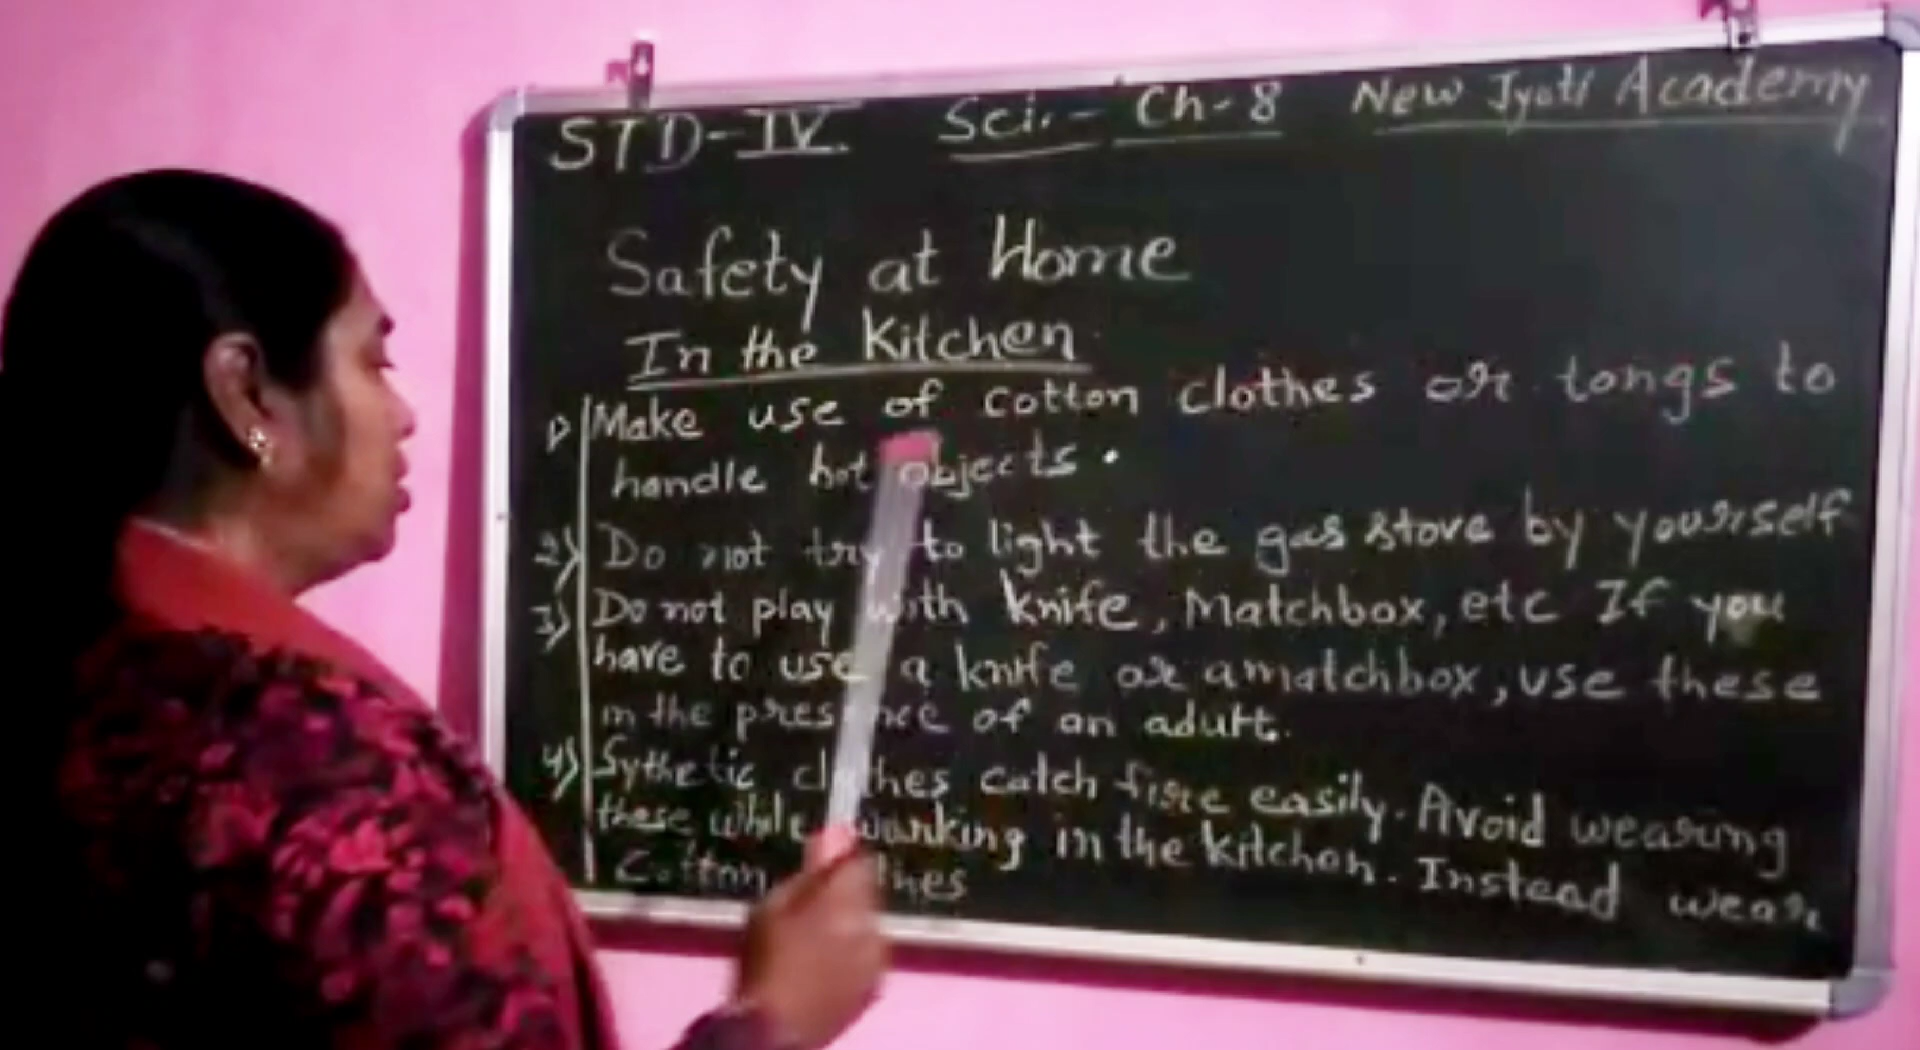 STD-IV. Sci.- Ch-8 New Jyoti Academy
Safety at Home
In the Kitchen
1) Make use of cotton clothes or tongs to
handle hot objects.
2) Do not try to light the gas stove by yourself
3) Do not play with knife, Matchbox, etc If you
have to use a knife or a matchbox, use these
in the presence of an adult.
4) Sythetic clothes catch fire easily. Avoid wearing
these while working in the kitchen. Instead wear
Cotton clothes